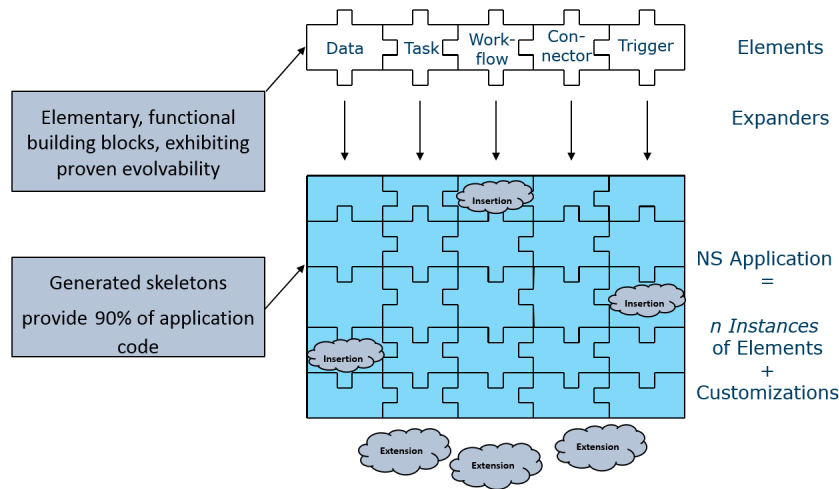 Data
Task
Work-
flow
Con-
nector
Trigger
Elements
Elementary, functional
building blocks, exhibiting
proven evolvability
Expanders
Insertion
Generated skeletons
provide 90% of application
code
Insertion
Insertion
NS Application
=
n Instances
of Elements
+
Customizations
Extension
Extension
Extension